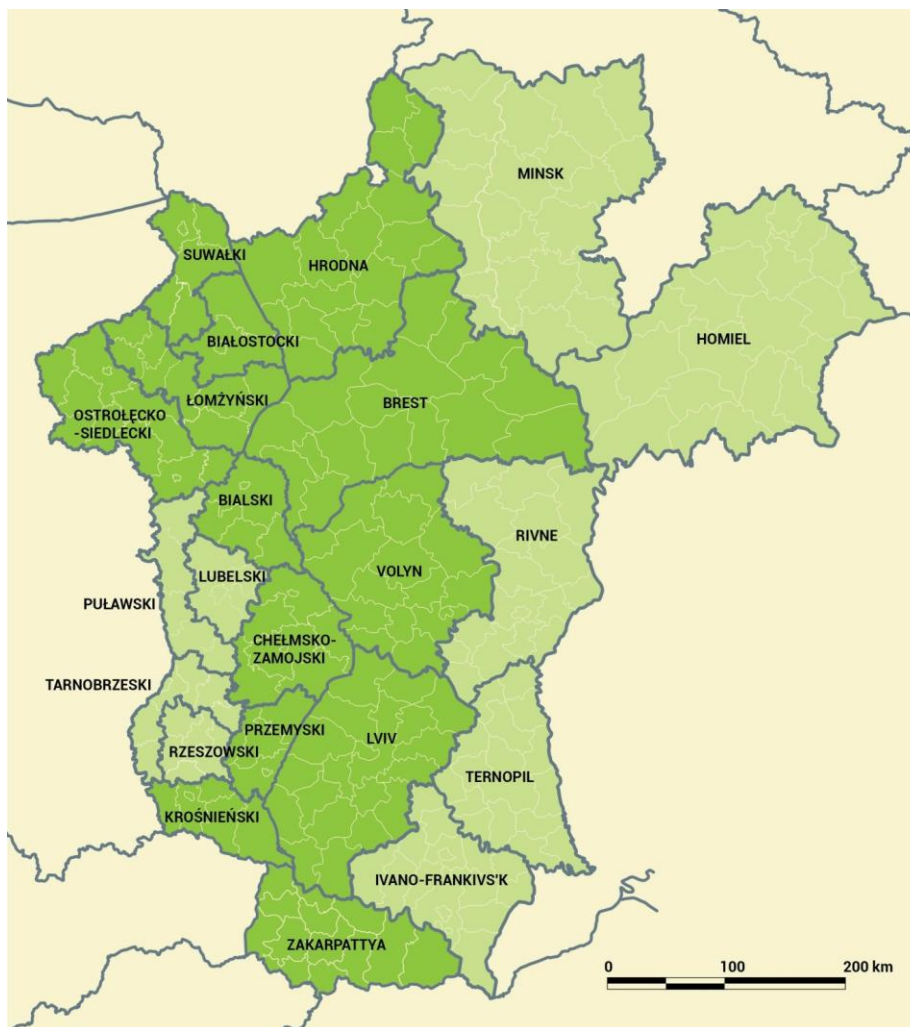 MINSK
SUWAŁKI
HRODNA
BIAŁOSTOCKI
HOMIEL
ŁOMŻYŃSKI
BREST
OSTROŁĘCKO
-SIEDLECKI
BIALSKI
RIVNE
LUBELSKI
VOLYN
PUŁAWSKI
CHEŁMSKO-
ZAMOJSKI
TARNOBRZESKI
PRZEMYSKI
LVIV
RZESZOWSKI
TERNOPIL
KROŚNIEŃSKI
IVANO-FRANKIVS'K
ZAKARPATTYA
0 100 200 km